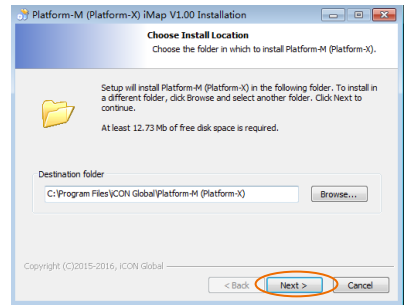 Platform-M (Platform-X) iMap V1.00 Installation
Choose Install Location
Choose the folder in which to install Platform-M (Platform-X).
Setup will install Platform-M (Platform-X) in the following folder. To install in
a different folder, click Browse and select another folder. Click Next to
continue.
At least 12.73 Mb of free disk space is required.
Destination folder
C:\Program Files\iCON Global\Platform-M (Platform-X)
Browse...
Copyright (C)2015-2016, iCON Global
< Back
Next >
Cancel